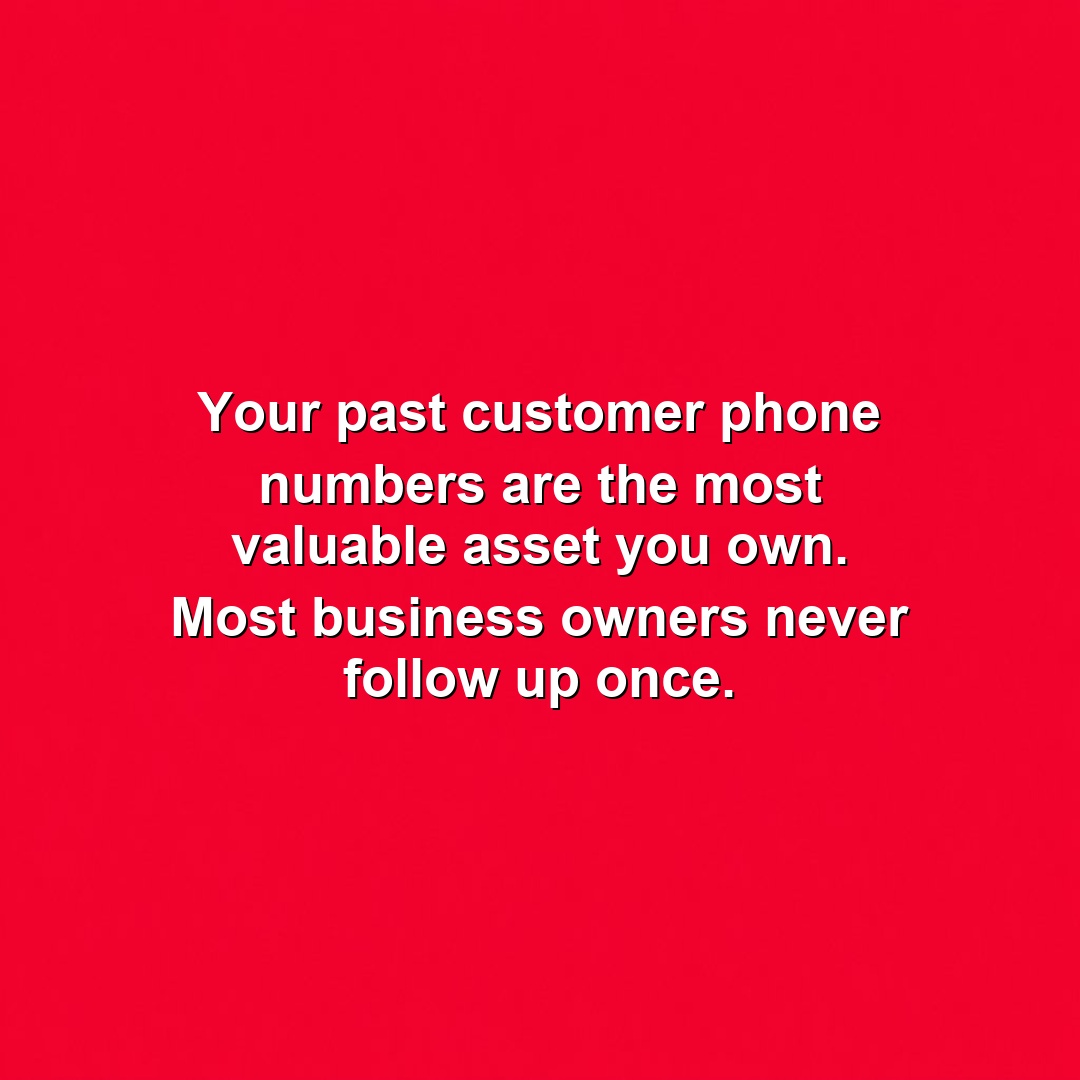 Your past customer phone
numbers are the most
valuable asset you own.
Most business owners never
follow up once.